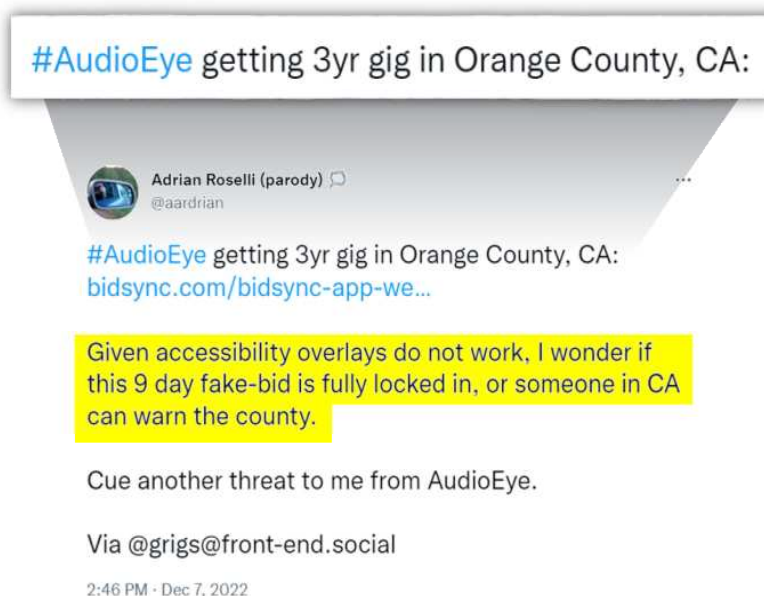 #AudioEye getting 3yr gig in Orange County, CA:
Adrian Roselli (parody)
@aardrian
...
#AudioEye getting 3yr gig in Orange County, CA:
bidsync.com/bidsync-app-we...
Given accessibility overlays do not work, I wonder if
this 9 day fake-bid is fully locked in, or someone in CA
can warn the county.
Cue another threat to me from AudioEye.
Via @grigs@front-end.social
2:46 PM · Dec 7, 2022